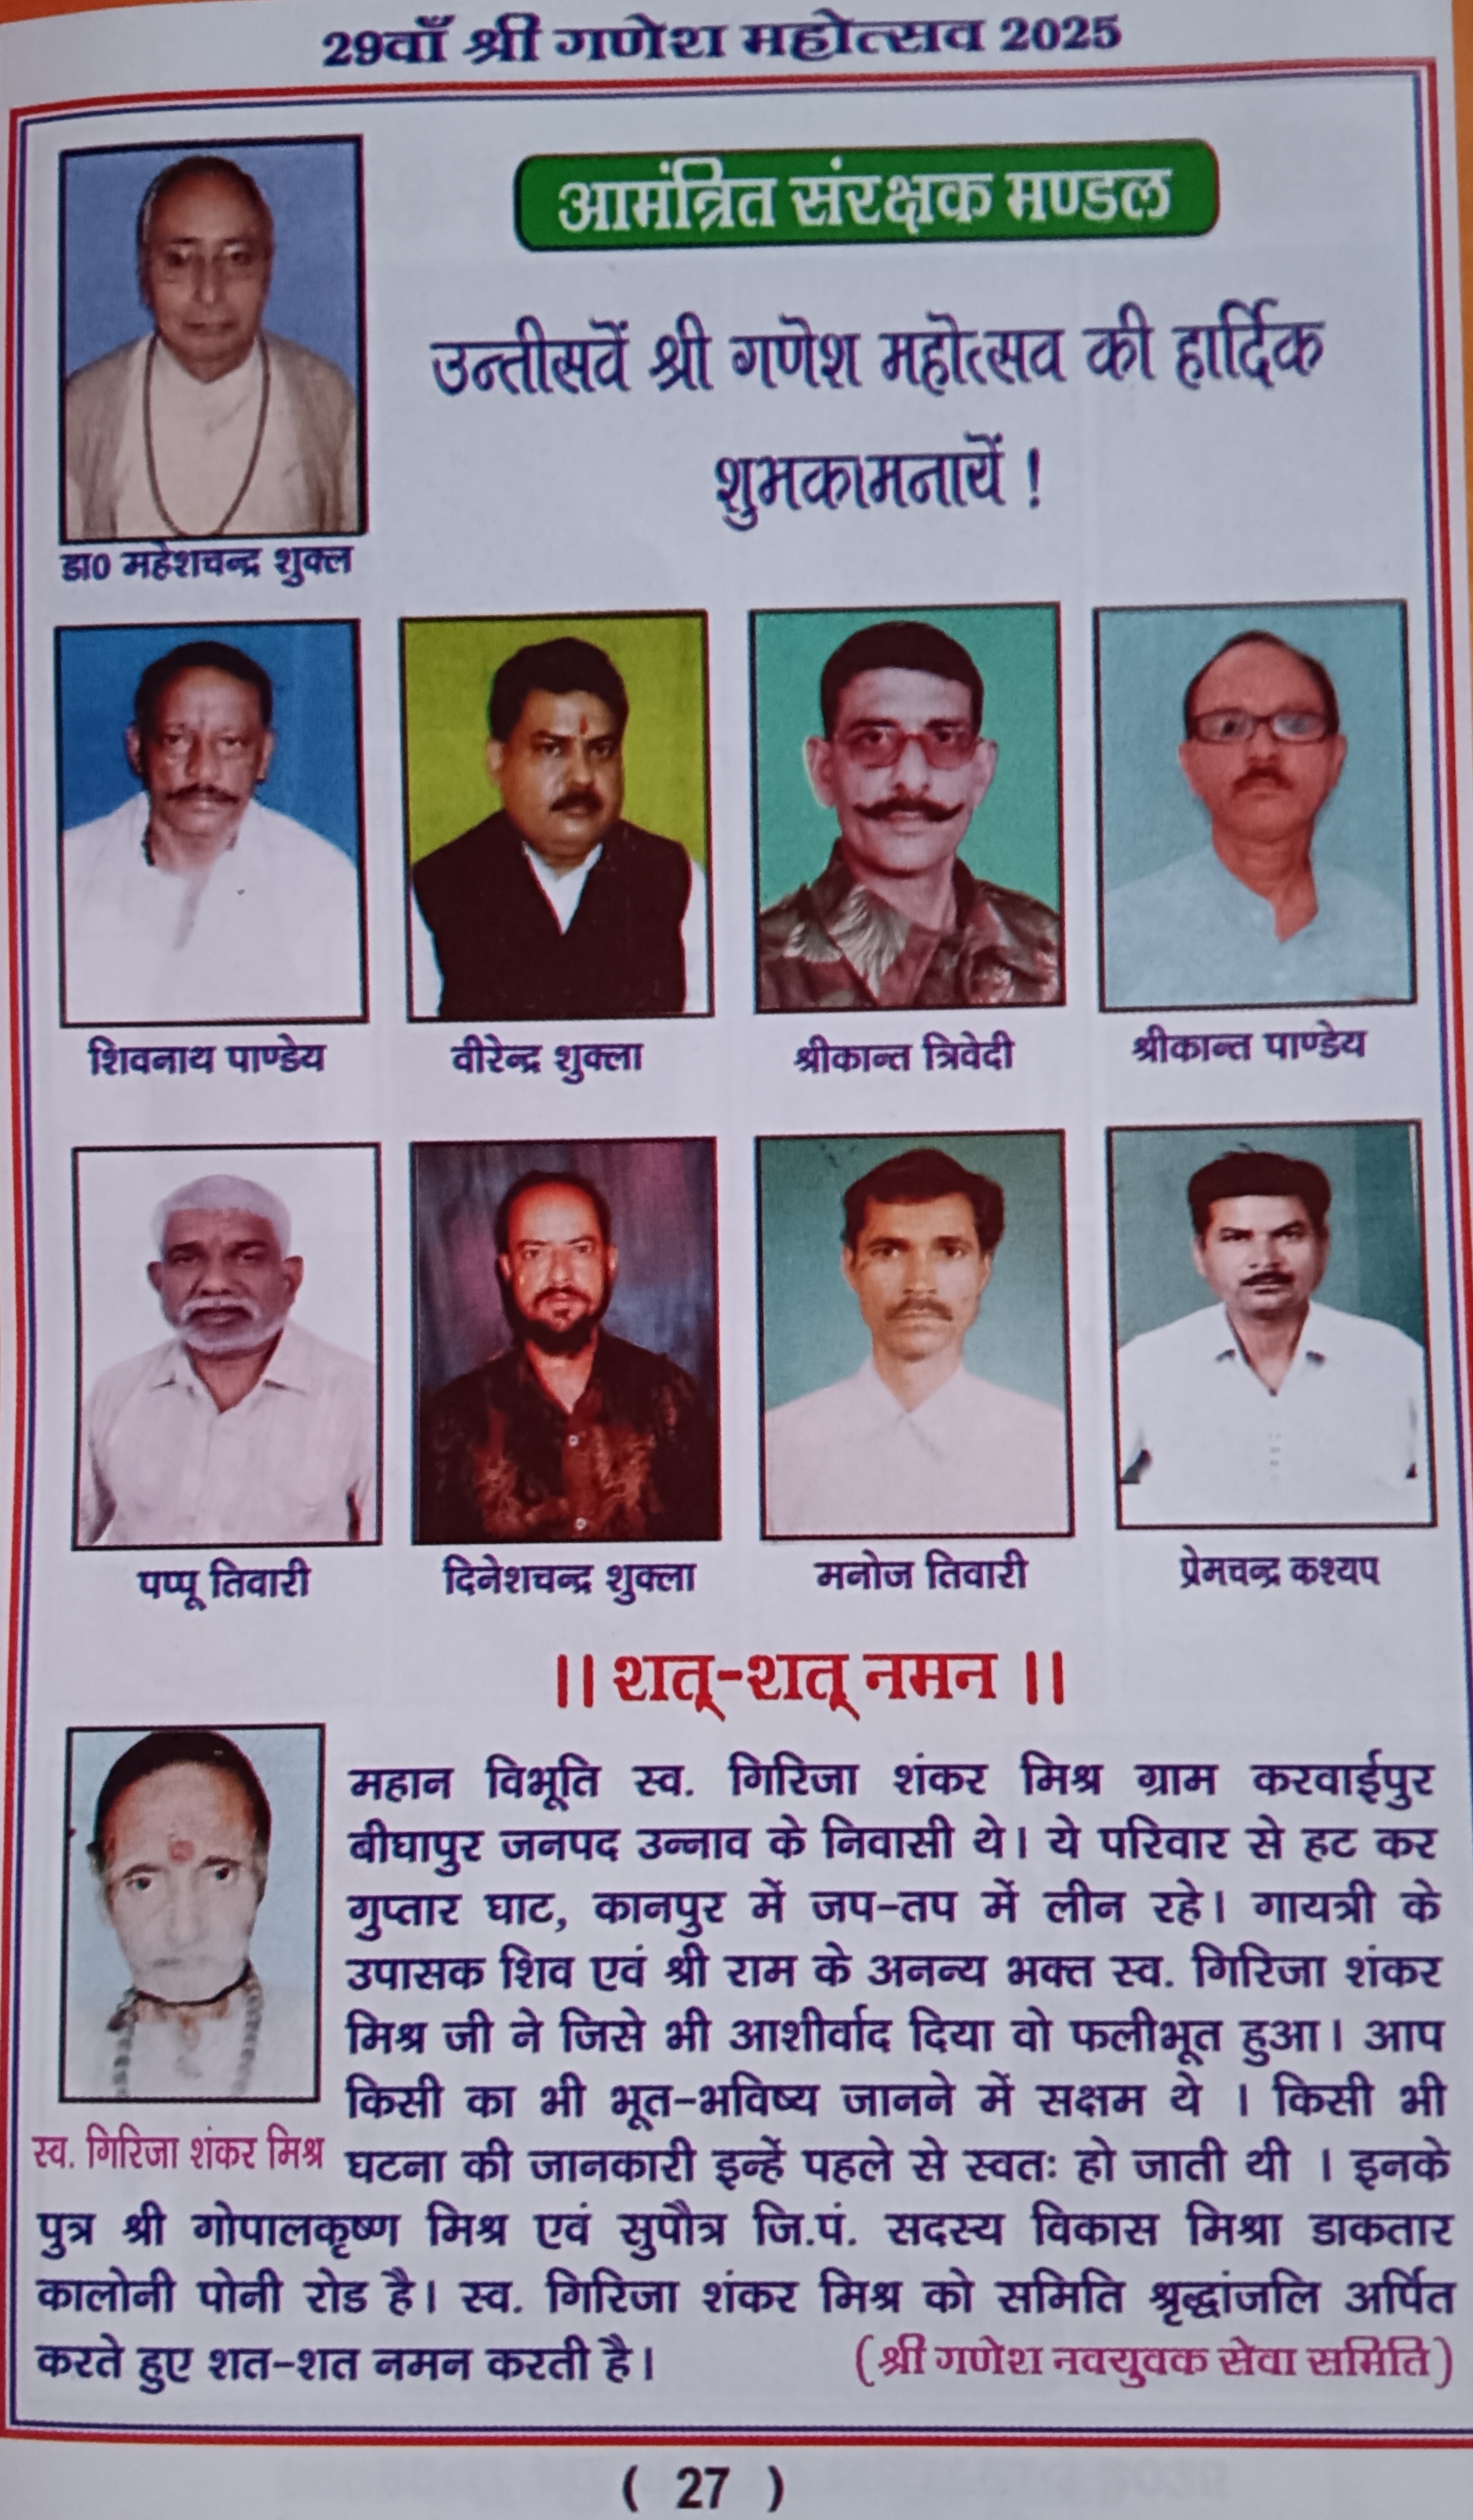 29वाँ श्री गणेश महोत्सव 2025
आमंत्रित संरक्षक मण्डल
उन्तीसवें श्री गणेश महोत्सव की हार्दिक
शुभकामनायें !
डा0 महेशचन्द्र शुक्ल
शिवनाथ पाण्डेय वीरेन्द्र शुक्ला श्रीकान्त त्रिवेदी श्रीकान्त पाण्डेय
पप्पू तिवारी दिनेशचन्द्र शुक्ला मनोज तिवारी प्रेमचन्द्र कश्यप
।। शत्-शत् नमन ।।
महान विभूति स्व. गिरिजा शंकर मिश्र ग्राम करवाईपुर
बीघापुर जनपद उन्नाव के निवासी थे। ये परिवार से हट कर
गुप्तार घाट, कानपुर में जप-तप में लीन रहे। गायत्री के
उपासक शिव एवं श्री राम के अनन्य भक्त स्व. गिरिजा शंकर
मिश्र जी ने जिसे भी आशीर्वाद दिया वो फलीभूत हुआ। आप
किसी का भी भूत-भविष्य जानने में सक्षम थे । किसी भी
स्व. गिरिजा शंकर मिश्र
घटना की जानकारी इन्हें पहले से स्वतः हो जाती थी । इनके
पुत्र श्री गोपालकृष्ण मिश्र एवं सुपौत्र जि.पं. सदस्य विकास मिश्रा डाकतार
कालोनी पोनी रोड है। स्व. गिरिजा शंकर मिश्र को समिति श्रृद्धांजलि अर्पित
करते हुए शत-शत नमन करती है। (श्री गणेश नवयुवक सेवा समिति)
( 27 )